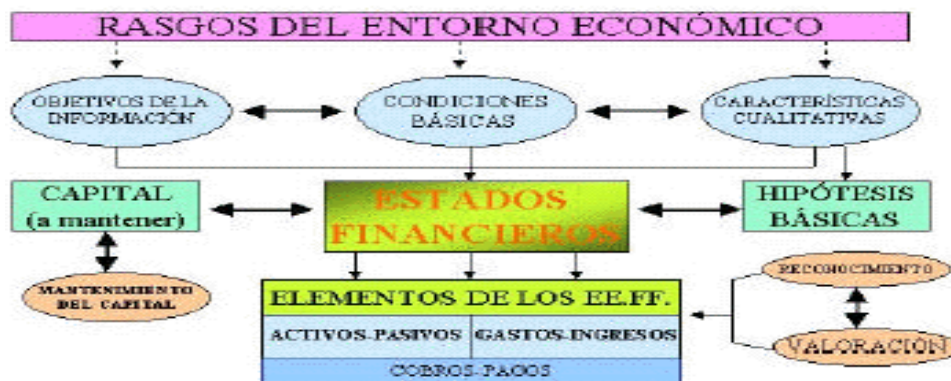 RASGOS DEL ENTORNO ECONÓMICO
OBJETIVOS DE LA
INFORMACIÓN
CONDICIONES
BÁSICAS
CARACTERÍSTICAS
CUALITATIVAS
CAPITAL
(a mantener)
ESTADOS
FINANCIEROS
HIPÓTESIS
BÁSICAS
MANTENIMIENTO
DEL CAPITAL
RECONOCIMIENTO
ELEMENTOS DE LOS EE.FF.
ACTIVOS-PASIVOS
GASTOS-INGRESOS
VALORACIÓN
COBROS-PAGOS